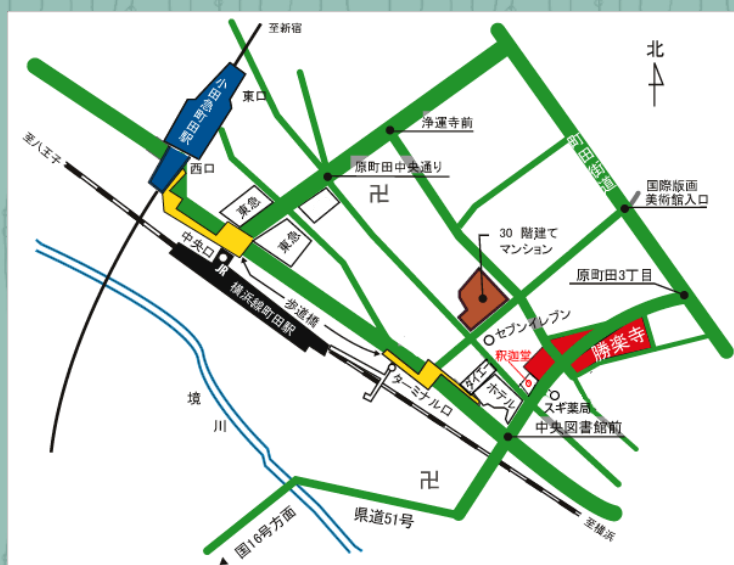 至新宿
北
小田急町田駅
東口
浄運寺前
町田街道
至八王子
西口
原町田中央通り
卍
国際版画
美術館入口
東急
中央口
東急
30 階建て
マンション
JR
原町田3丁目
横浜線町田駅
歩道橋
セブンイレブン
勝楽寺
釈迦堂
ダイエー
ターミナル口
ホテル
スギ薬局
境川
中央図書館前
卍
県道51号
至横浜
国16号方面